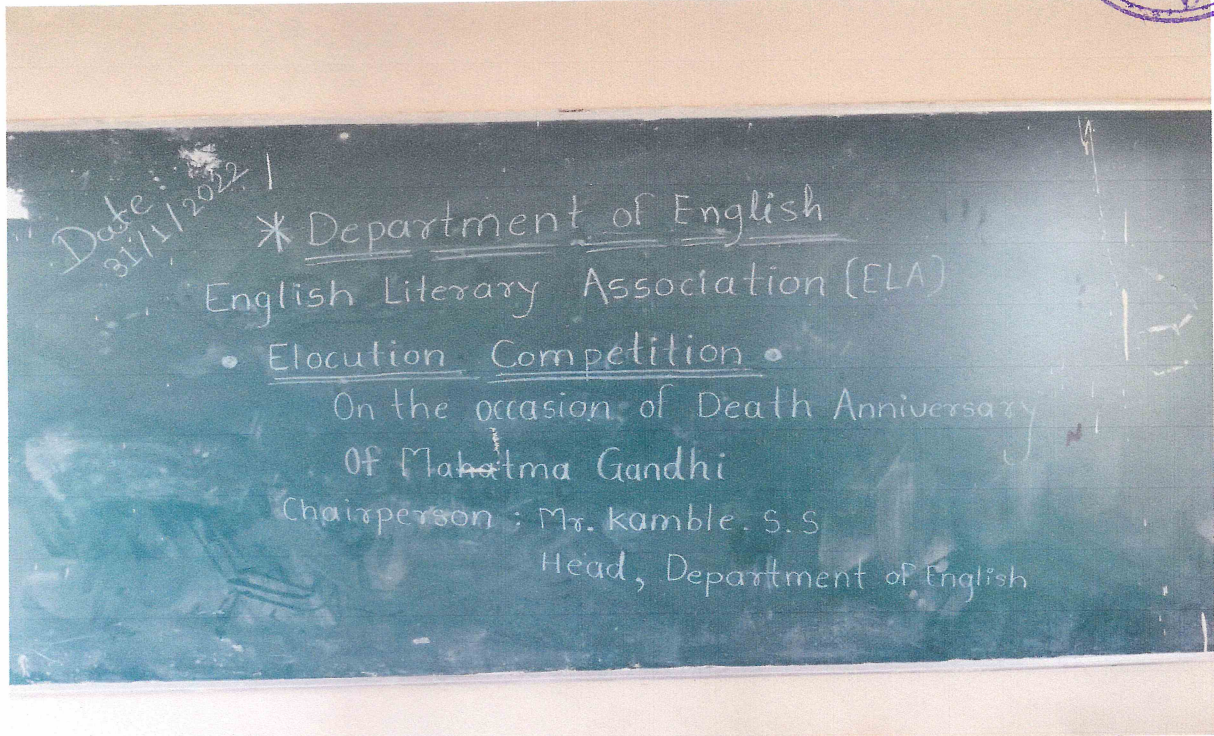 Date :
31/1/2022
* Department of English
English Literary Association (ELA)
• Elocution Competition •
On the occasion of Death Anniversary
Of Mahatma Gandhi
Chairperson : Mr. Kamble. S. S
Head, Department of English